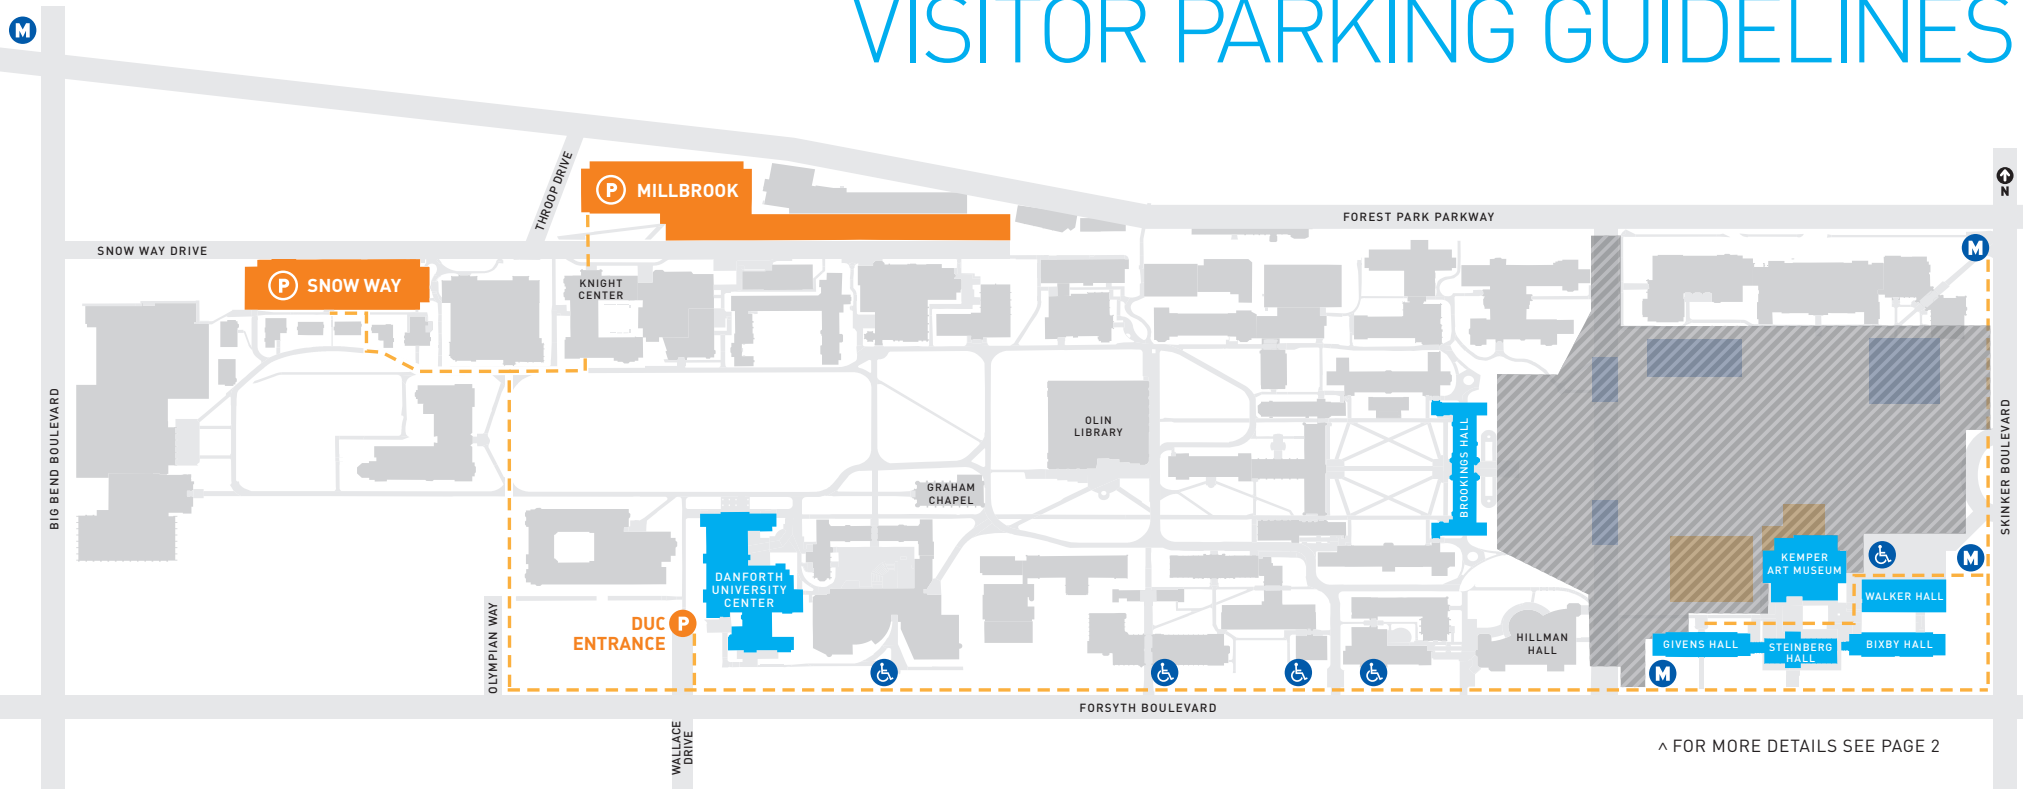 VISITOR PARKING GUIDELINES
M
THROOP DRIVE
P MILLBROOK
N
FOREST PARK PARKWAY
SNOW WAY DRIVE
M
P SNOW WAY
KNIGHT
CENTER
BIG BEND BOULEVARD
OLIN
LIBRARY
BROOKINGS HALL
SKINKER BOULEVARD
GRAHAM
CHAPEL
KEMPER
ART MUSEUM
M
DANFORTH
UNIVERSITY
CENTER
WALKER HALL
OLYMPIAN WAY
DUC
ENTRANCE
P
HILLMAN
HALL
GIVENS HALL
STEINBERG
HALL
BIXBY HALL
M
FORSYTH BOULEVARD
WALLACE
DRIVE
^ FOR MORE DETAILS SEE PAGE 2